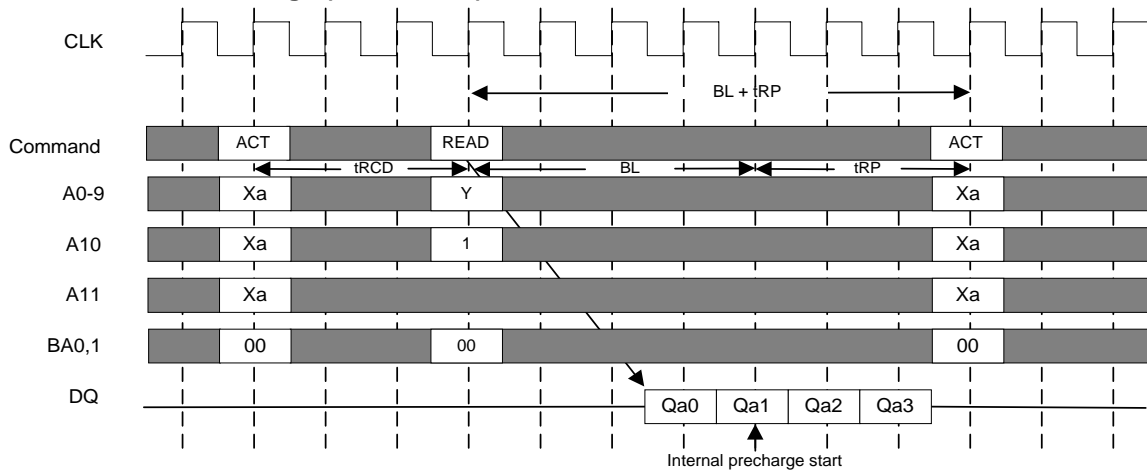 CLK
BL + tRP
Command ACT READ ACT
tRCD BL tRP
A0-9 Xa Y Xa
A10 Xa 1 Xa
A11 Xa Xa
BA0,1 00 00 00
DQ Qa0 Qa1 Qa2 Qa3
Internal precharge start